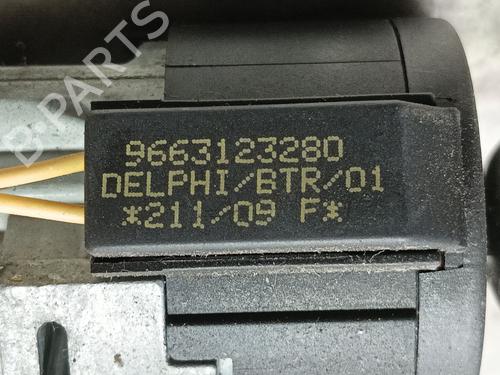 B-PARTS
9663123280
DELPHI/BTR/01
*211/09 F*